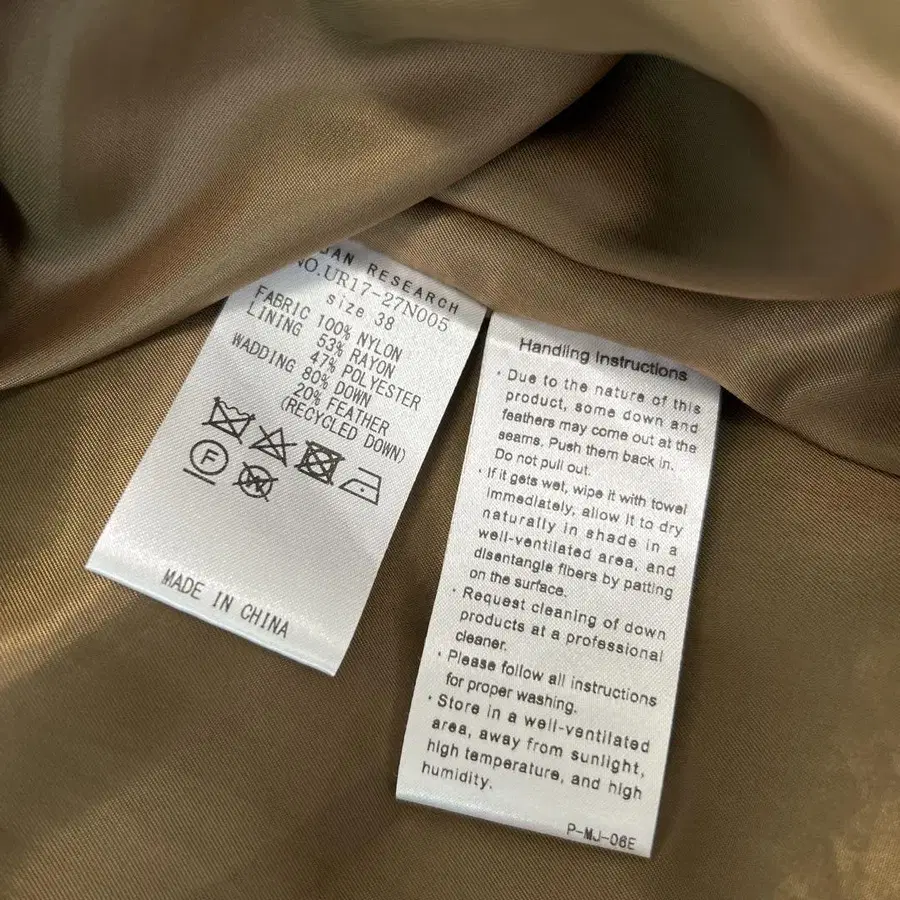 RESEARCH
NO.UR17-27N005
size 38
FABRIC 100% NYLON
LINING 53% RAYON
47% POLYESTER
WADDING 80% DOWN
20% FEATHER
(RECYCLED DOWN)
F
W
MADE IN CHINA
Handling Instructions
・Due to the nature of this
product, some down and
feathers may come out at the
seams. Push them back in.
Do not pull out.
・If it gets wet, wipe it with towel
immediately, allow it to dry
naturally in shade in a
well-ventilated area, and
disentangle fibers by patting
on the surface.
・Request cleaning of down
products at a professional
cleaner.
・Please follow all instructions
for proper washing.
・Store in a well-ventilated
area, away from sunlight,
high temperature, and high
humidity.
P-MJ-06E